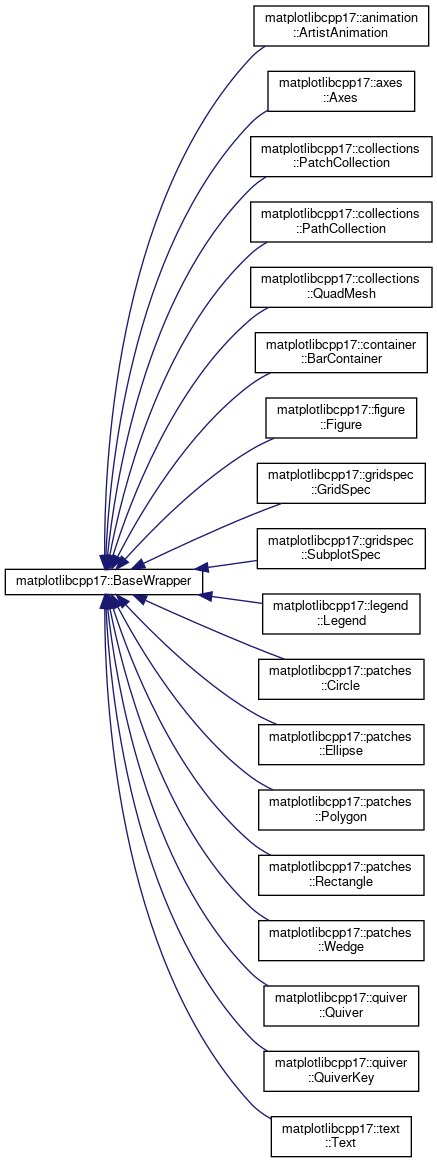 matplotlibcpp17::animation
::ArtistAnimation
matplotlibcpp17::axes
::Axes
matplotlibcpp17::collections
::PatchCollection
matplotlibcpp17::collections
::PathCollection
matplotlibcpp17::collections
::QuadMesh
matplotlibcpp17::container
::BarContainer
matplotlibcpp17::figure
::Figure
matplotlibcpp17::gridspec
::GridSpec
matplotlibcpp17::gridspec
::SubplotSpec
matplotlibcpp17::BaseWrapper
matplotlibcpp17::legend
::Legend
matplotlibcpp17::patches
::Circle
matplotlibcpp17::patches
::Ellipse
matplotlibcpp17::patches
::Polygon
matplotlibcpp17::patches
::Rectangle
matplotlibcpp17::patches
::Wedge
matplotlibcpp17::quiver
::Quiver
matplotlibcpp17::quiver
::QuiverKey
matplotlibcpp17::text
::Text